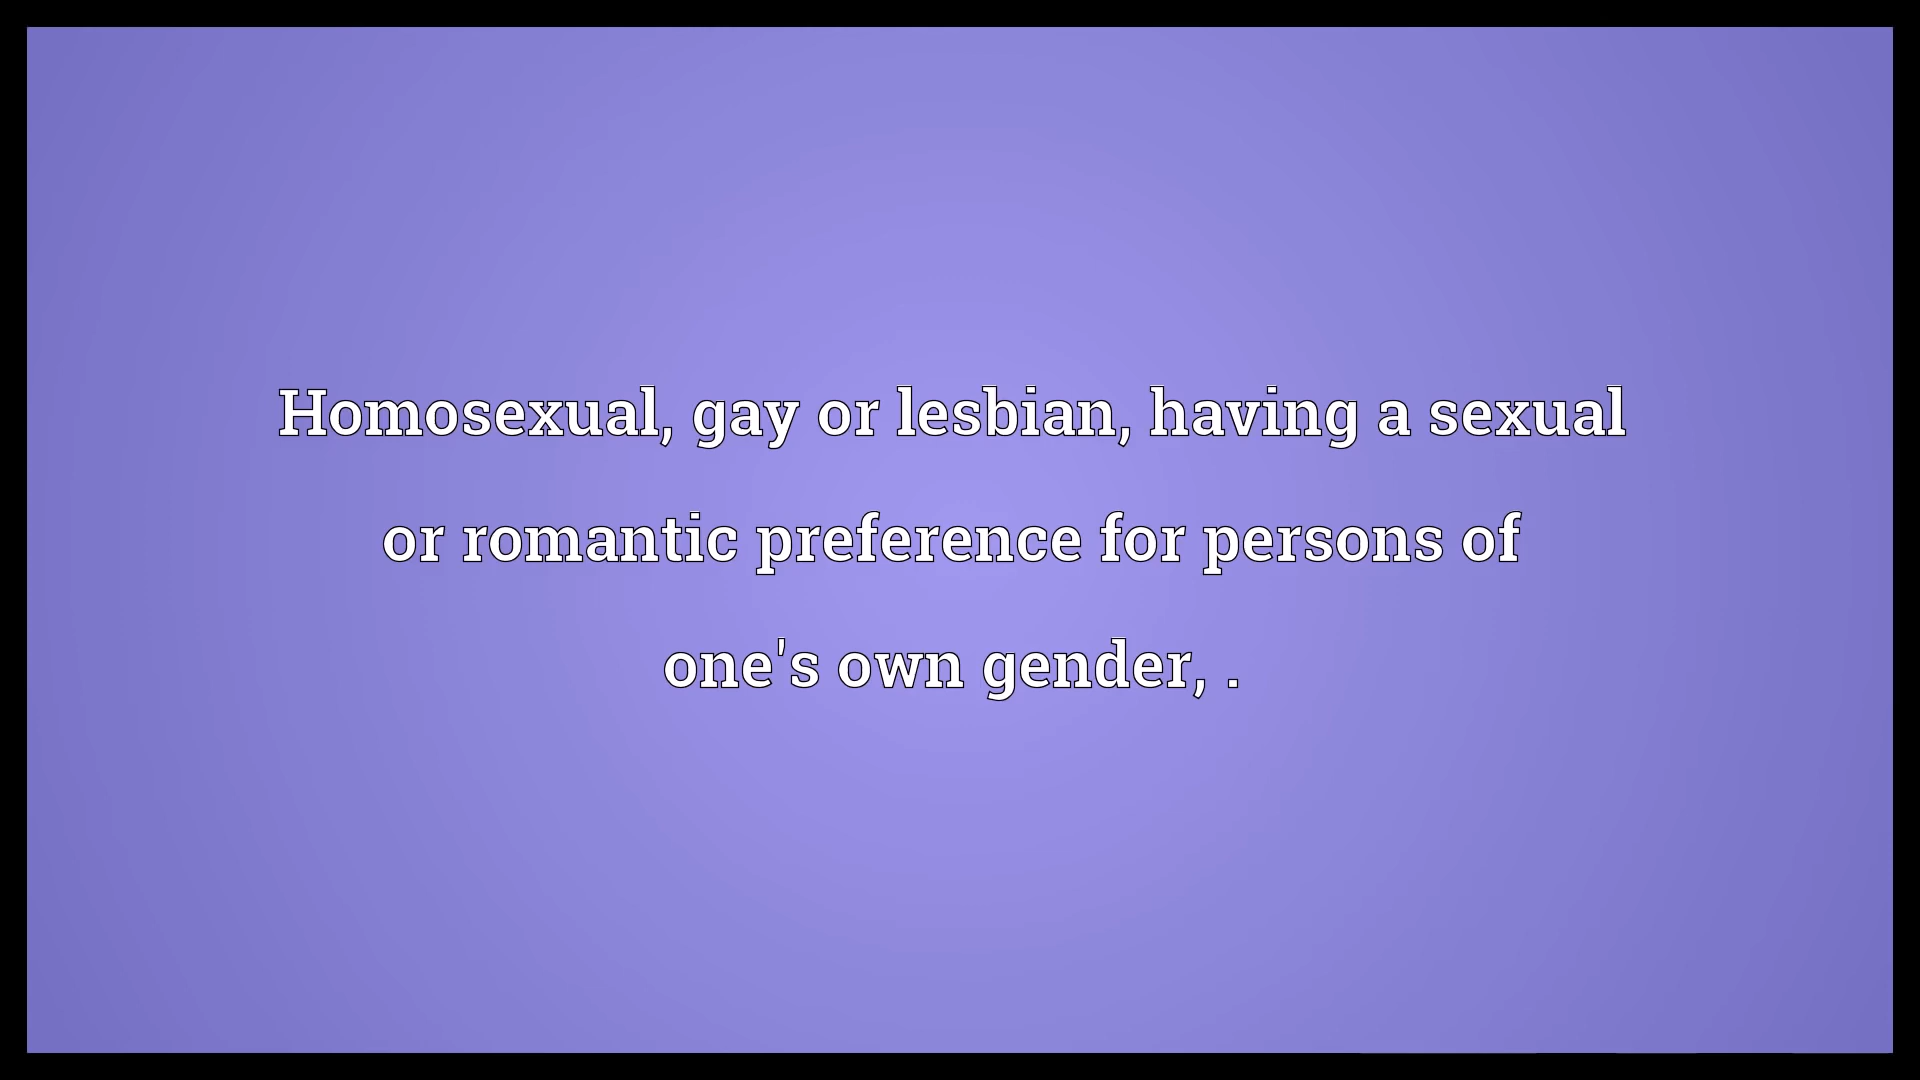 Homosexual, gay or lesbian, having a sexual
or romantic preference for persons of
one's own gender, .